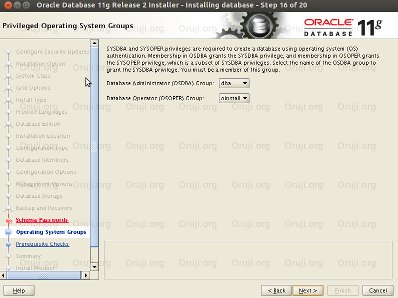 Oracle Database 11g Release 2 Installer - Installing database - Step 16 of 20
Privileged Operating System Groups
ORACLE 11g
DATABASE
Configure Security Updates
Installation Option
System Class
Grid Options
Install Type
Product Languages
Database Edition
Installation Location
Configuration Type
Database Identifiers
Configuration Options
Management Options
Database Storage
Backup and Recovery
Schema Passwords
Operating System Groups
Prerequisite Checks
Summary
Install Product
SYSDBA and SYSOPER privileges are required to create a database using operating system (OS)
authentication. Membership in OSDBA grants the SYSDBA privilege, and membership in OSOPER grants
the SYSOPER privilege, which is a subset of SYSDBA privileges. Select the name of the OSDBA group to
grant the SYSDBA privilege. You must be a member of this group.
Database Administrator (OSDBA) Group: dba
Database Operator (OSOPER) Group: oinstall
Oruji.org
Help
< Back
Next >
Finish
Cancel